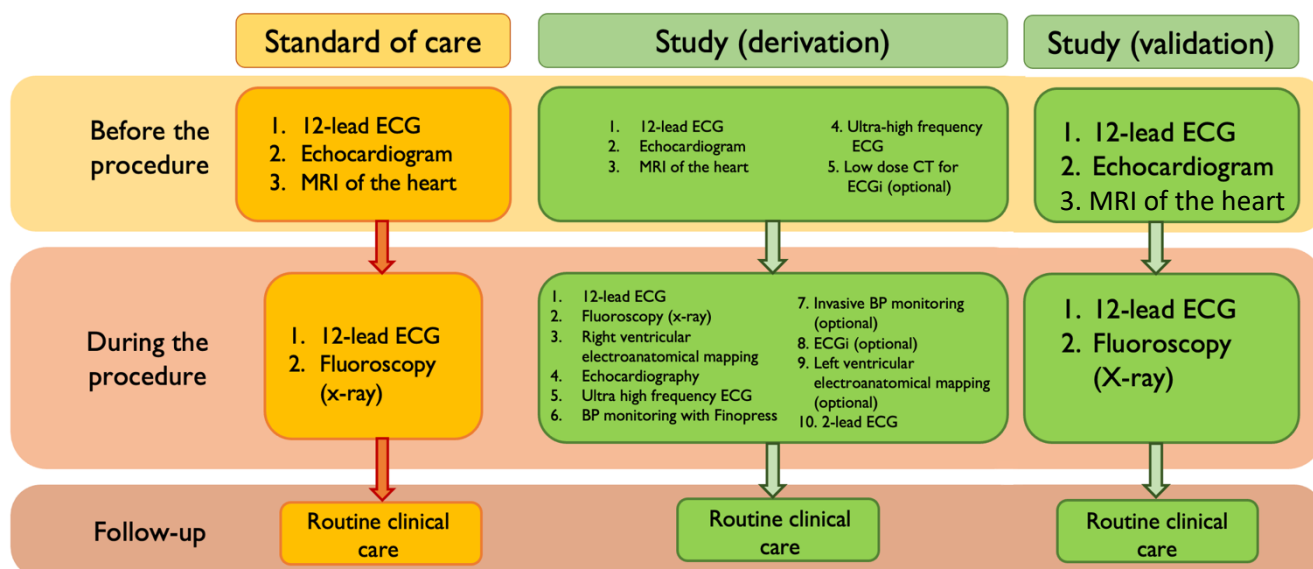 Standard of care
Study (derivation)
Study (validation)
Before the
procedure
1. 12-lead ECG
2. Echocardiogram
3. MRI of the heart
1. 12-lead ECG
2. Echocardiogram
3. MRI of the heart
4. Ultra-high frequency
ECG
5. Low dose CT for
ECGi (optional)
1. 12-lead ECG
2. Echocardiogram
3. MRI of the heart
During the
procedure
1. 12-lead ECG
2. Fluoroscopy
(x-ray)
1. 12-lead ECG
2. Fluoroscopy (x-ray)
3. Right ventricular
electroanatomical mapping
4. Echocardiography
5. Ultra high frequency ECG
6. BP monitoring with Finopress
7. Invasive BP monitoring
(optional)
8. ECGi (optional)
9. Left ventricular
electroanatomical mapping
(optional)
10. 2-lead ECG
1. 12-lead ECG
2. Fluoroscopy
(X-ray)
Follow-up
Routine clinical
care
Routine clinical
care
Routine clinical
care